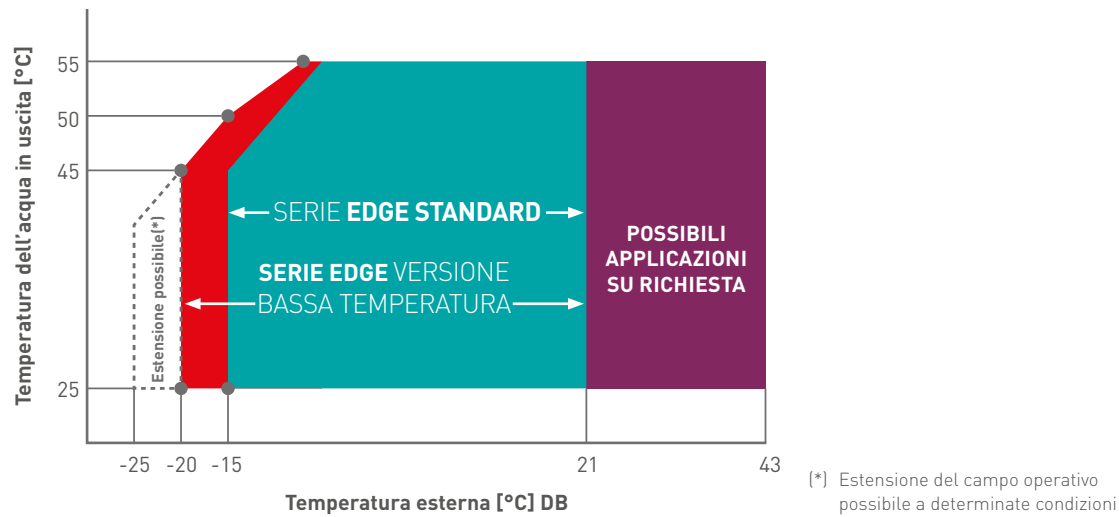 Temperatura dell'acqua in uscita [°C]
55
50
45
25
Estensione possibile(*)
SERIE EDGE STANDARD
SERIE EDGE VERSIONE
BASSA TEMPERATURA
POSSIBILI
APPLICAZIONI
SU RICHIESTA
-25 -20 -15 21 43
Temperatura esterna [°C] DB
(*) Estensione del campo operativo
possibile a determinate condizioni